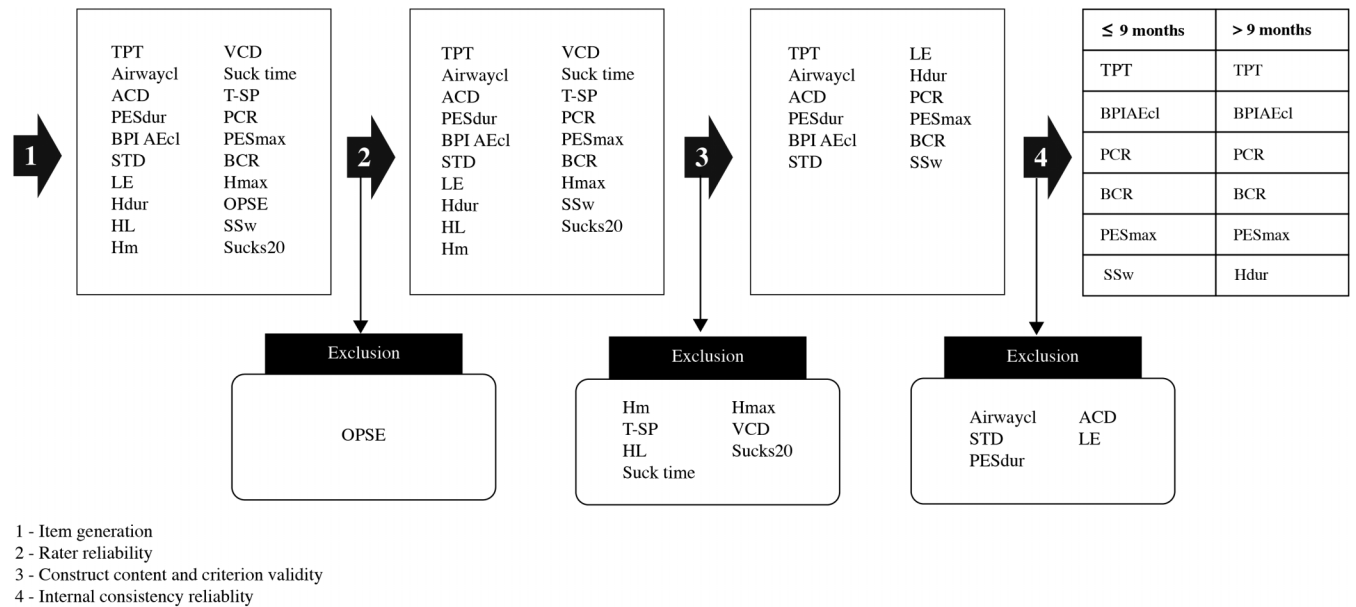 1
TPT VCD
Airwaycl Suck time
ACD T-SP
PESdur PCR
BPI AEcl PESmax
STD BCR
LE Hmax
Hdur OPSE
HL SSw
Hm Sucks20
2
TPT VCD
Airwaycl Suck time
ACD T-SP
PESdur PCR
BPI AEcl PESmax
STD BCR
LE Hmax
Hdur SSw
HL Sucks20
Hm
3
TPT LE
Airwaycl Hdur
ACD PCR
PESdur PESmax
BPI AEcl BCR
STD SSw
4
≤ 9 months > 9 months
TPT TPT
BPIAEcl BPIAEcl
PCR PCR
BCR BCR
PESmax PESmax
SSw Hdur
Exclusion
OPSE
Exclusion
Hm Hmax
T-SP VCD
HL Sucks20
Suck time
Exclusion
Airwaycl ACD
STD LE
PESdur
1 - Item generation
2 - Rater reliability
3 - Construct content and criterion validity
4 - Internal consistency reliablity